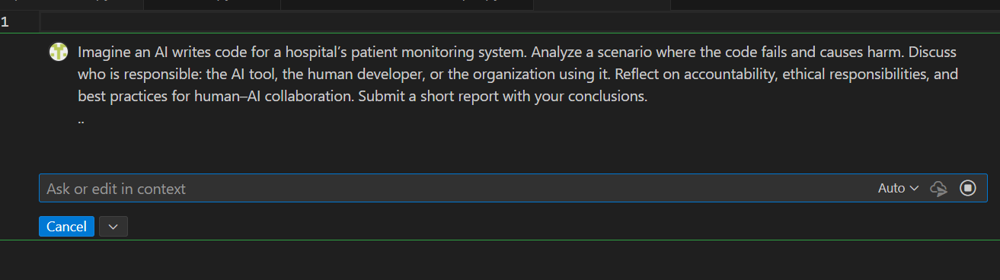 1
Imagine an AI writes code for a hospital’s patient monitoring system. Analyze a scenario where the code fails and causes harm. Discuss
who is responsible: the AI tool, the human developer, or the organization using it. Reflect on accountability, ethical responsibilities, and
best practices for human–AI collaboration. Submit a short report with your conclusions.
..
Ask or edit in context
Auto
Cancel